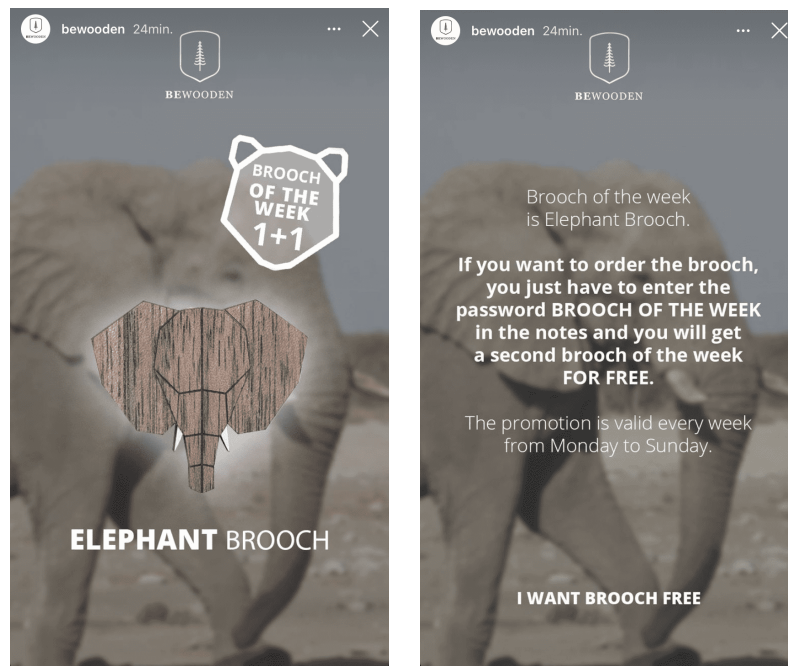 bewooden 24min.
BEWOODEN
BROOCH
OF THE
WEEK
1+1
ELEPHANT BROOCH
bewooden 24min.
BEWOODEN
Brooch of the week
is Elephant Brooch.
If you want to order the brooch,
you just have to enter the
password BROOCH OF THE WEEK
in the notes and you will get
a second brooch of the week
FOR FREE.
The promotion is valid every week
from Monday to Sunday.
I WANT BROOCH FREE